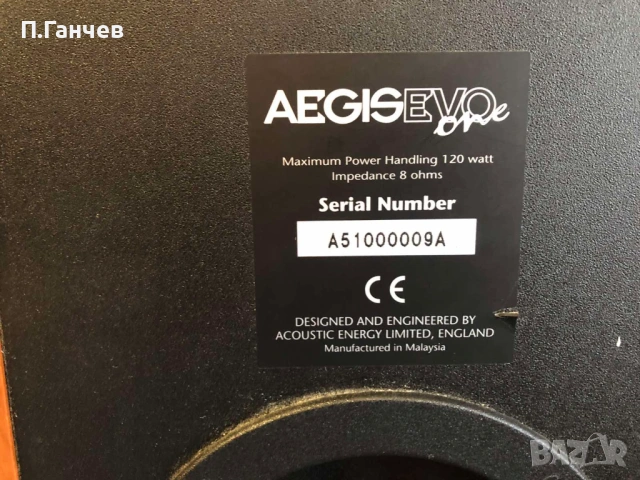 П.Ганчев
AEGISEVO
one
Maximum Power Handling 120 watt
Impedance 8 ohms
Serial Number
A51000009A
CE
DESIGNED AND ENGINEERED BY
ACOUSTIC ENERGY LIMITED, ENGLAND
Manufactured in Malaysia
BAZAR